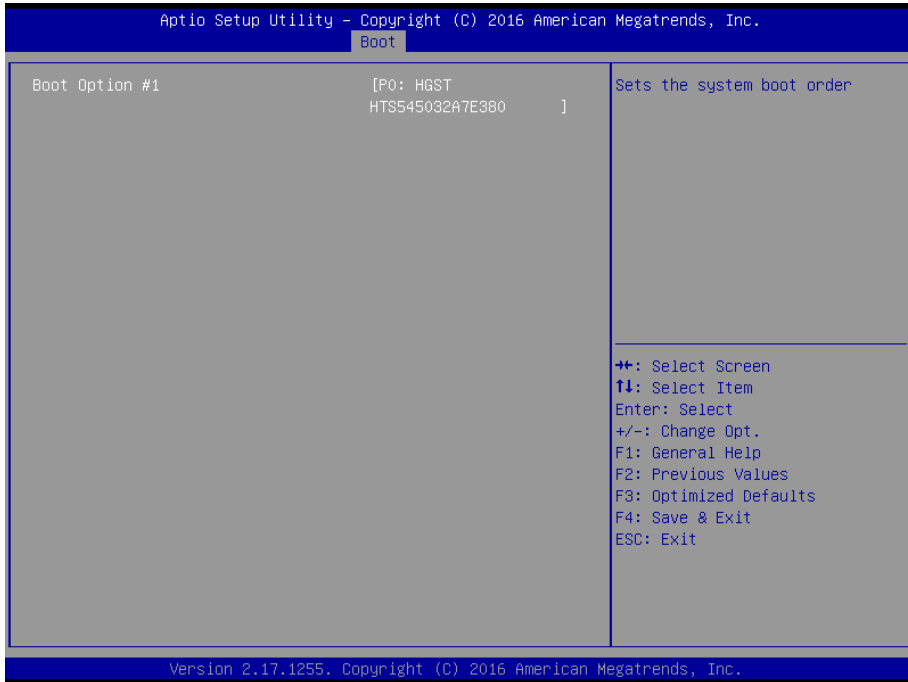 Aptio Setup Utility – Copyright (C) 2016 American Megatrends, Inc.
Boot
Boot Option #1 [P0: HGST
HTS545032A7E380 ]
Sets the system boot order
→←: Select Screen
↑↓: Select Item
Enter: Select
+/-: Change Opt.
F1: General Help
F2: Previous Values
F3: Optimized Defaults
F4: Save & Exit
ESC: Exit
Version 2.17.1255. Copyright (C) 2016 American Megatrends, Inc.